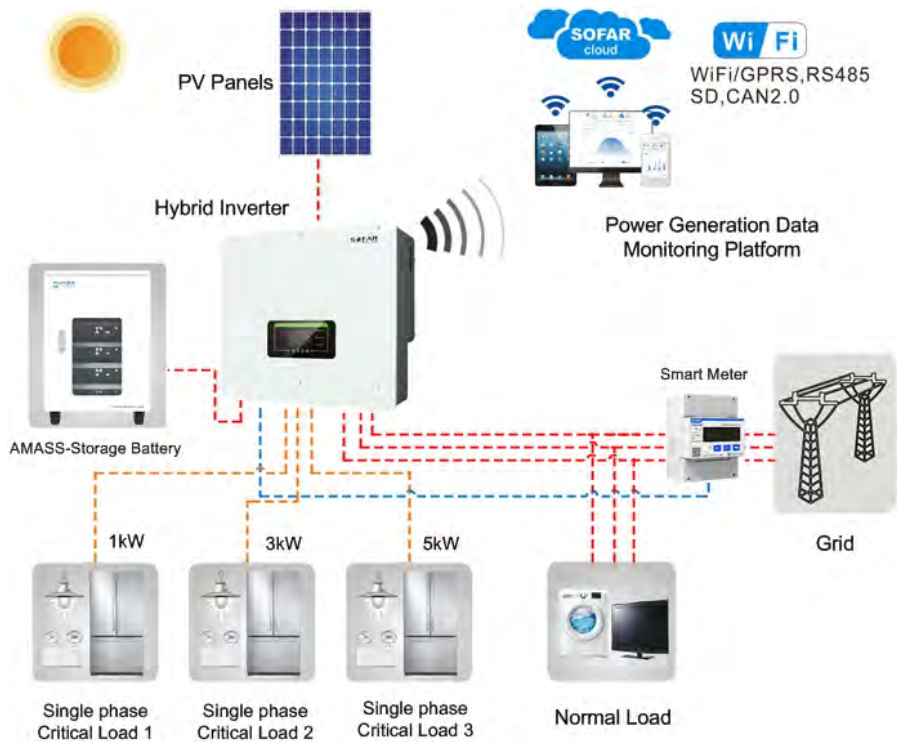 SOFAR
cloud
Wi Fi
WiFi/GPRS,RS485
SD,CAN2.0
PV Panels
Hybrid Inverter
SOFAR
Power Generation Data
Monitoring Platform
Smart Meter
AMASS-Storage Battery
1kW
3kW
5kW
Grid
Single phase
Critical Load 1
Single phase
Critical Load 2
Single phase
Critical Load 3
Normal Load